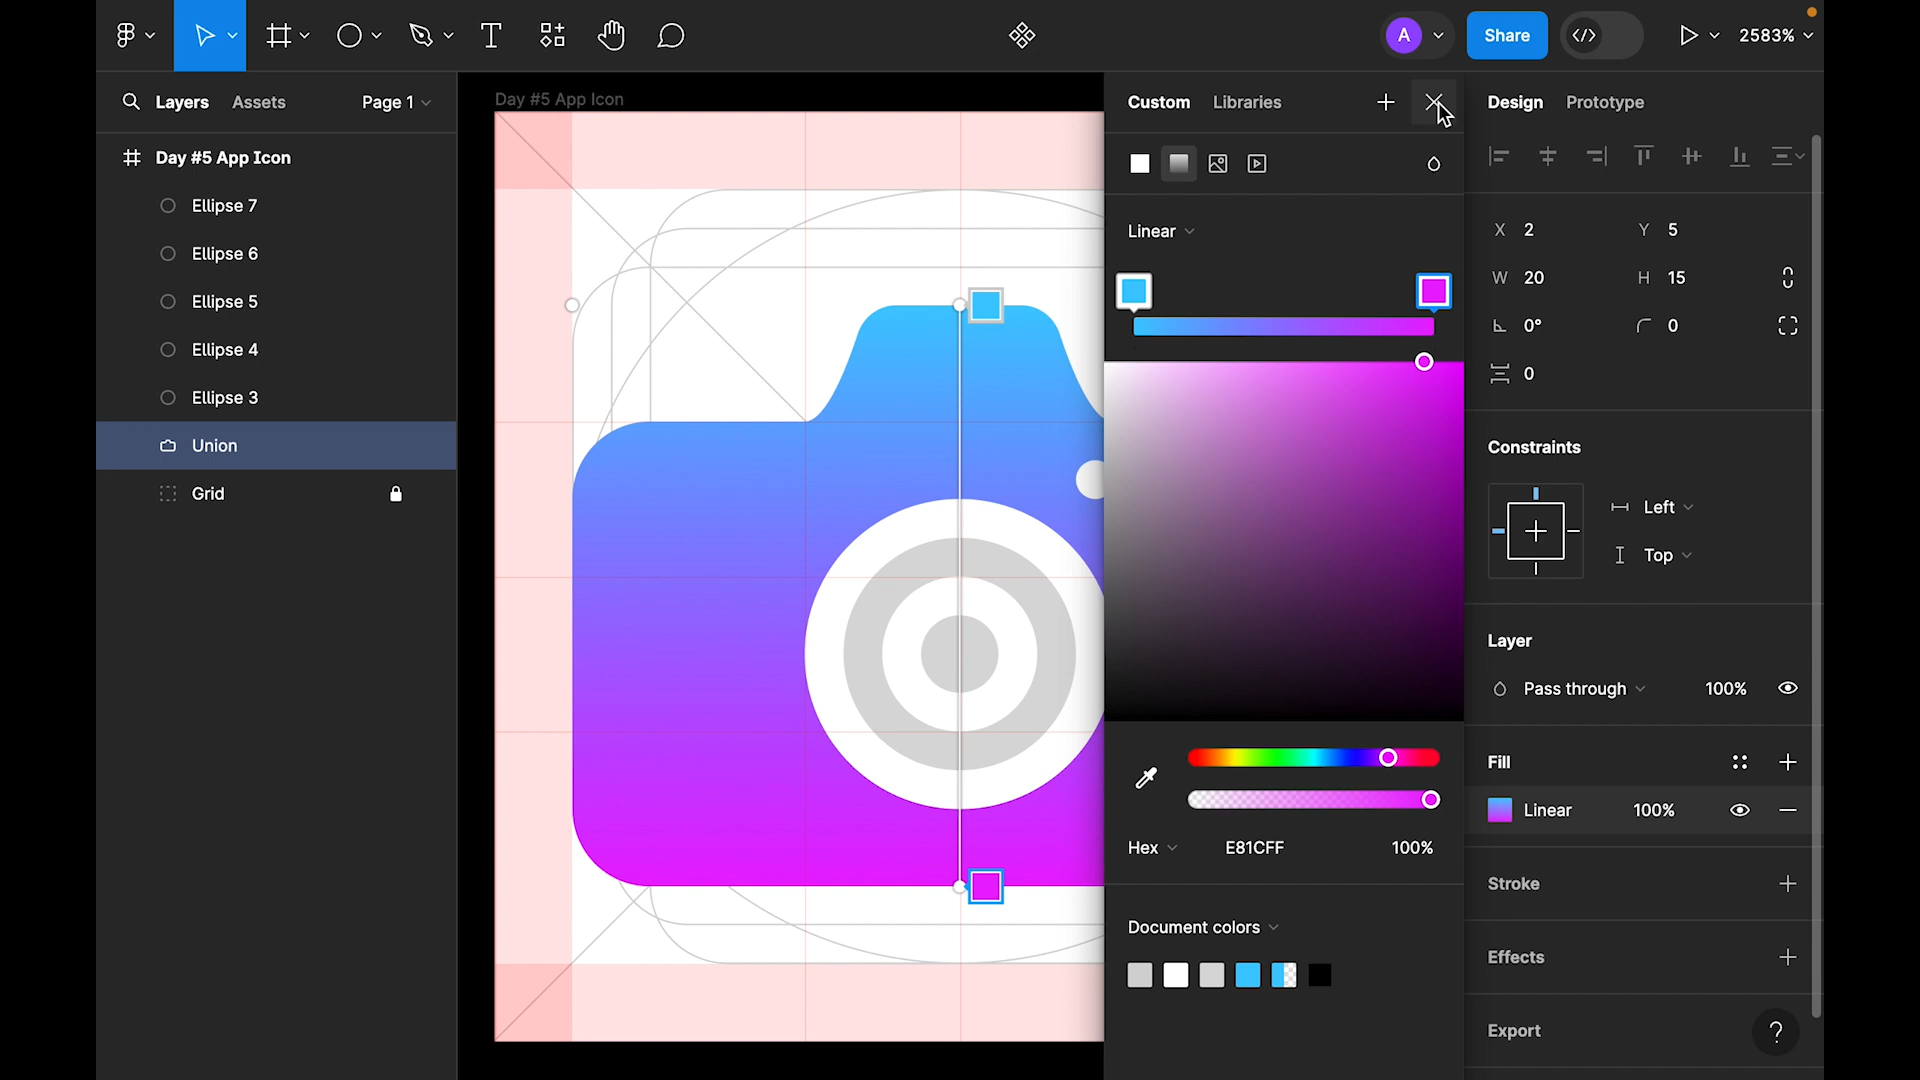 A
Share
2583%
Layers
Assets
Page 1
Day #5 App Icon
Ellipse 7
Ellipse 6
Ellipse 5
Ellipse 4
Ellipse 3
Union
Grid
Day #5 App Icon
Custom
Libraries
Linear
Hex
E81CFF
100%
Document colors
Design
Prototype
X 2
Y 5
W 20
H 15
0°
0
0
Constraints
Left
Top
Layer
Pass through
100%
Fill
Linear
100%
Stroke
Effects
Export
?